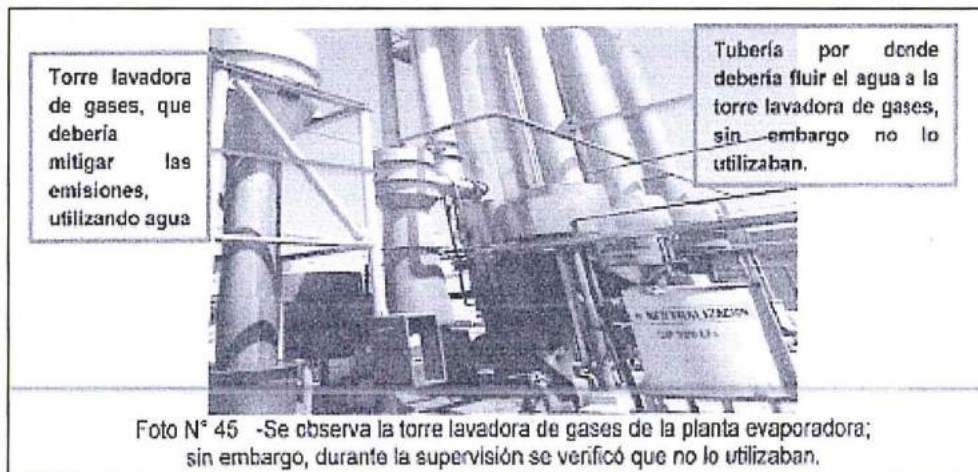 Torre lavadora
de gases, que
debería
mitigar las
emisiones,
utilizando agua
Tubería por donde
debería fluir el agua a la
torre lavadora de gases,
sin embargo no lo
utilizaban.
NEUTRALIZACION
Foto N° 45 -Se observa la torre lavadora de gases de la planta evaporadora;
sin embargo, durante la supervisión se verificó que no lo utilizaban.